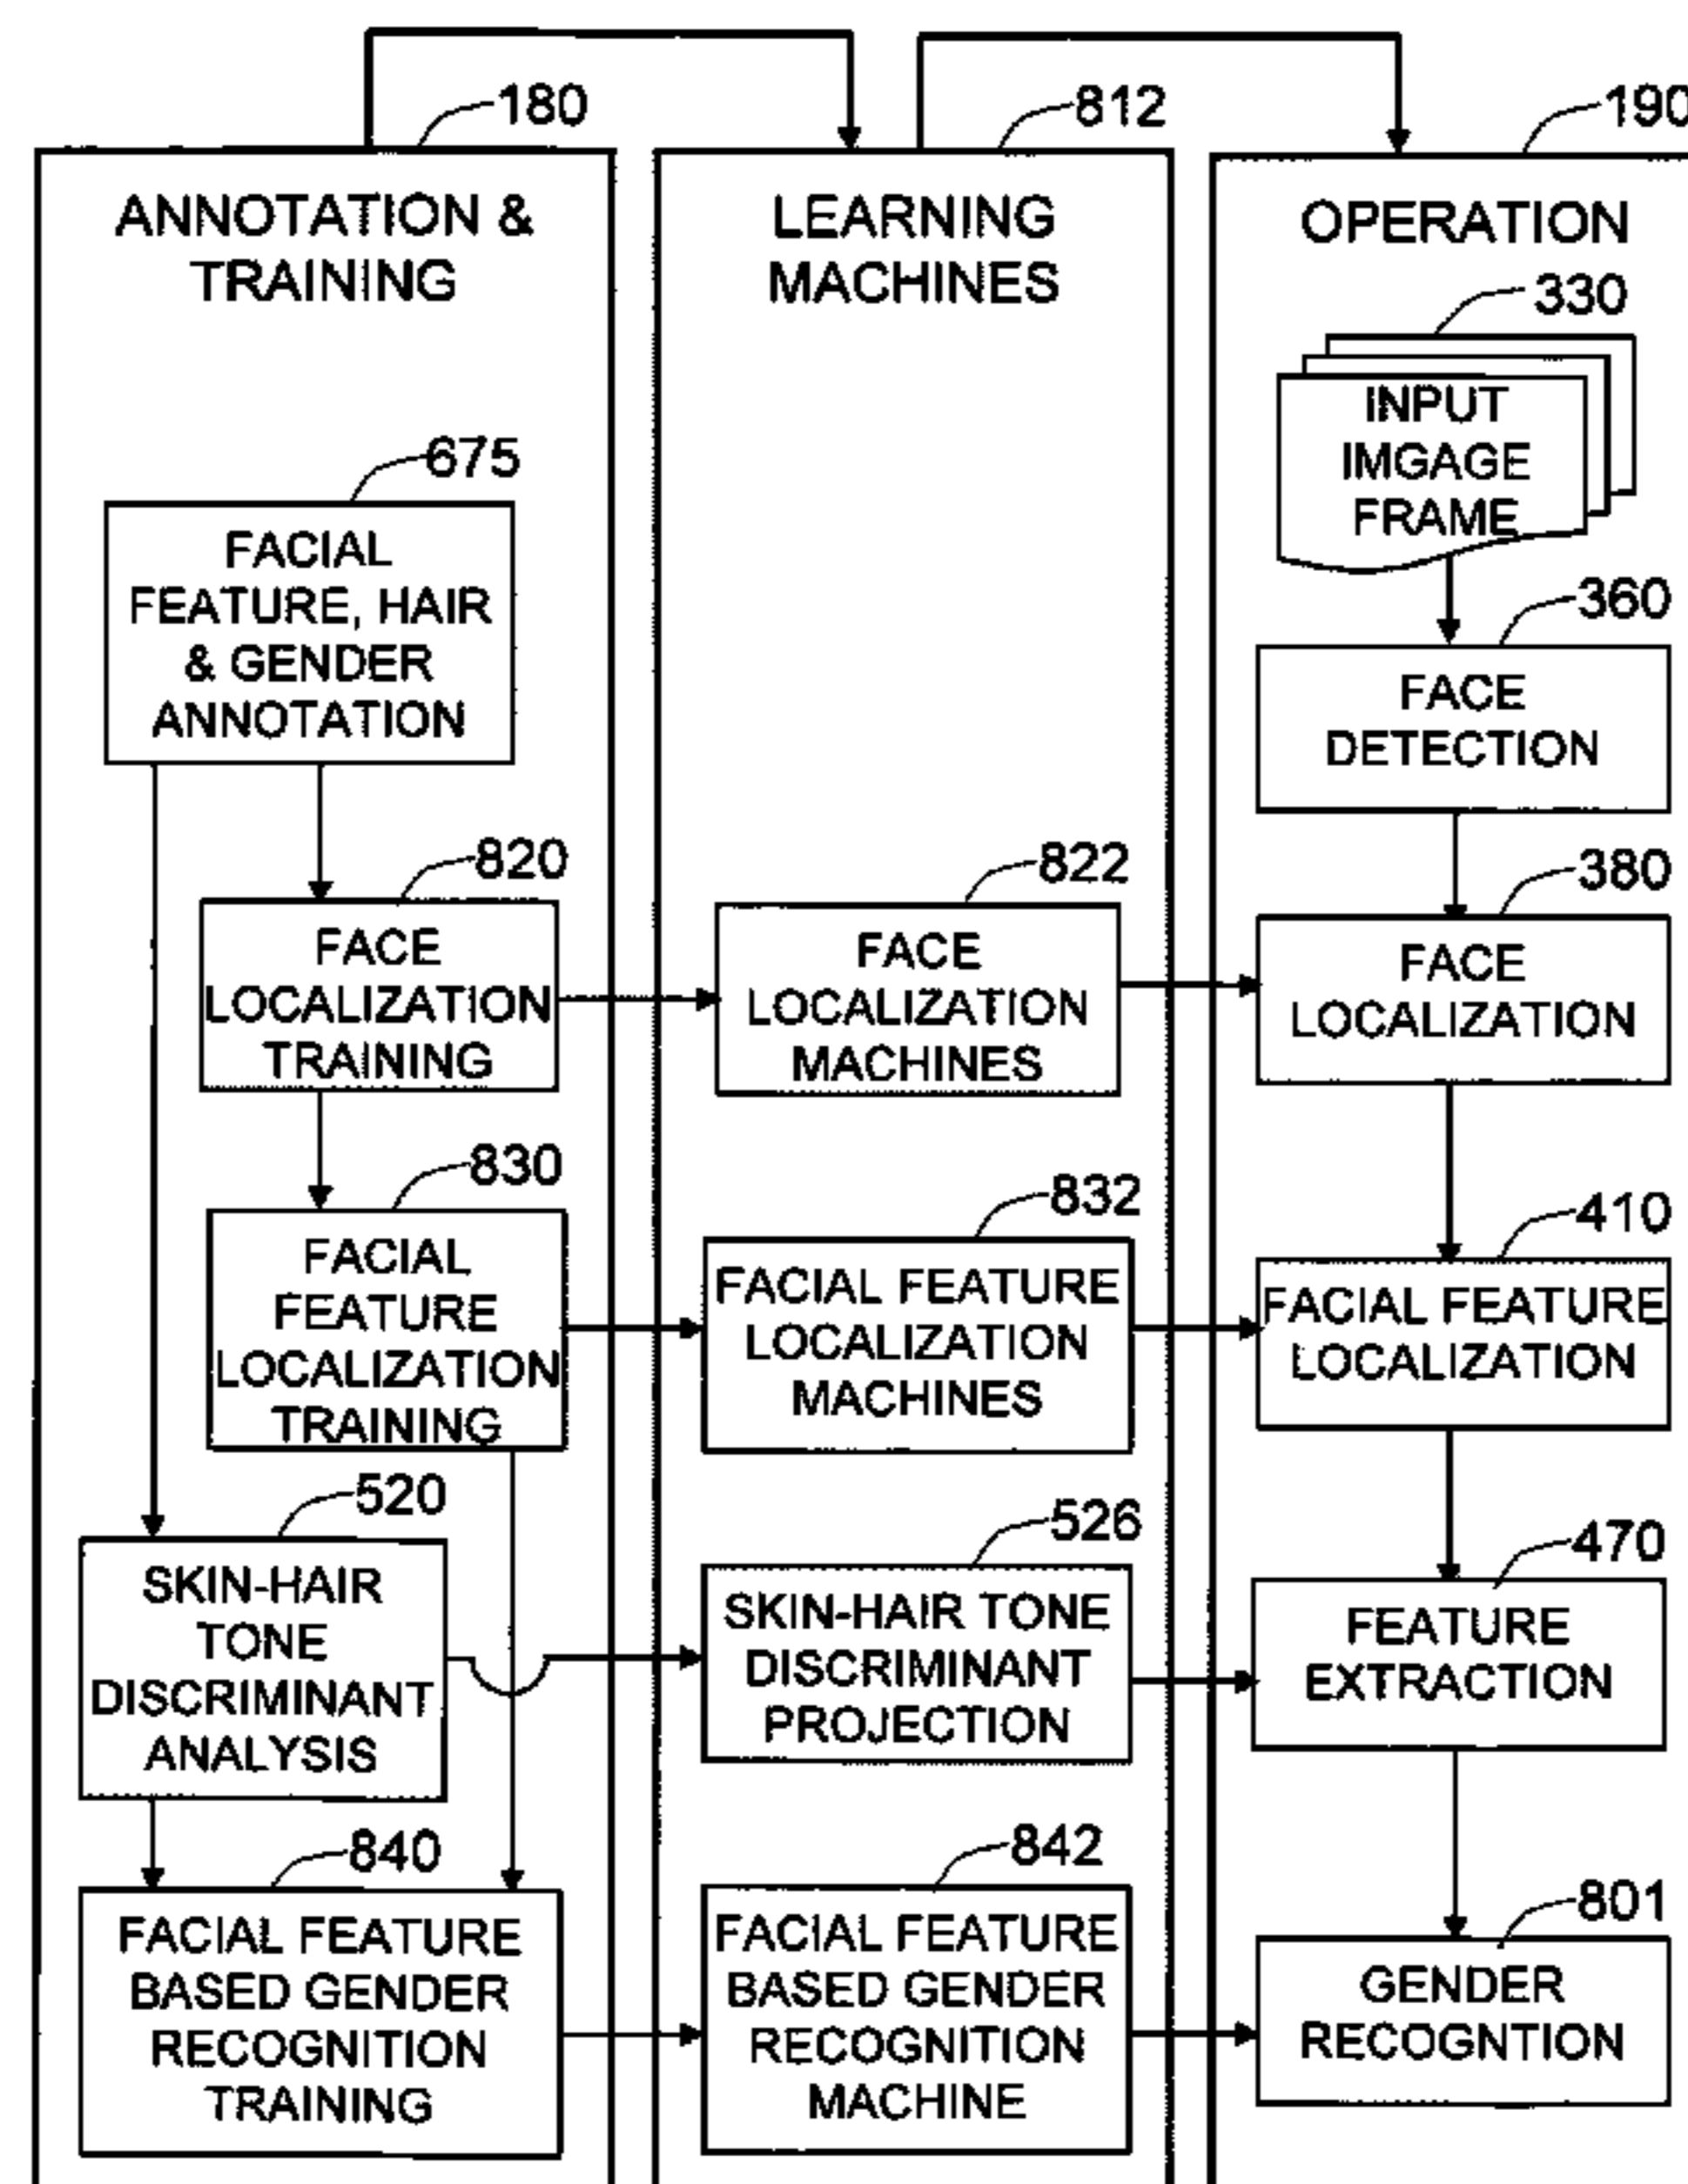 180
ANNOTATION &
TRAINING
675
FACIAL
FEATURE, HAIR
& GENDER
ANNOTATION
820
FACE
LOCALIZATION
TRAINING
830
FACIAL
FEATURE
LOCALIZATION
TRAINING
520
SKIN-HAIR
TONE
DISCRIMINANT
ANALYSIS
840
FACIAL FEATURE
BASED GENDER
RECOGNITION
TRAINING
812
LEARNING
MACHINES
822
FACE
LOCALIZATION
MACHINES
832
FACIAL FEATURE
LOCALIZATION
MACHINES
526
SKIN-HAIR TONE
DISCRIMINANT
PROJECTION
842
FACIAL FEATURE
BASED GENDER
RECOGNITION
MACHINE
190
OPERATION
330
INPUT
IMGAGE
FRAME
360
FACE
DETECTION
380
FACE
LOCALIZATION
410
FACIAL FEATURE
LOCALIZATION
470
FEATURE
EXTRACTION
801
GENDER
RECOGNTION